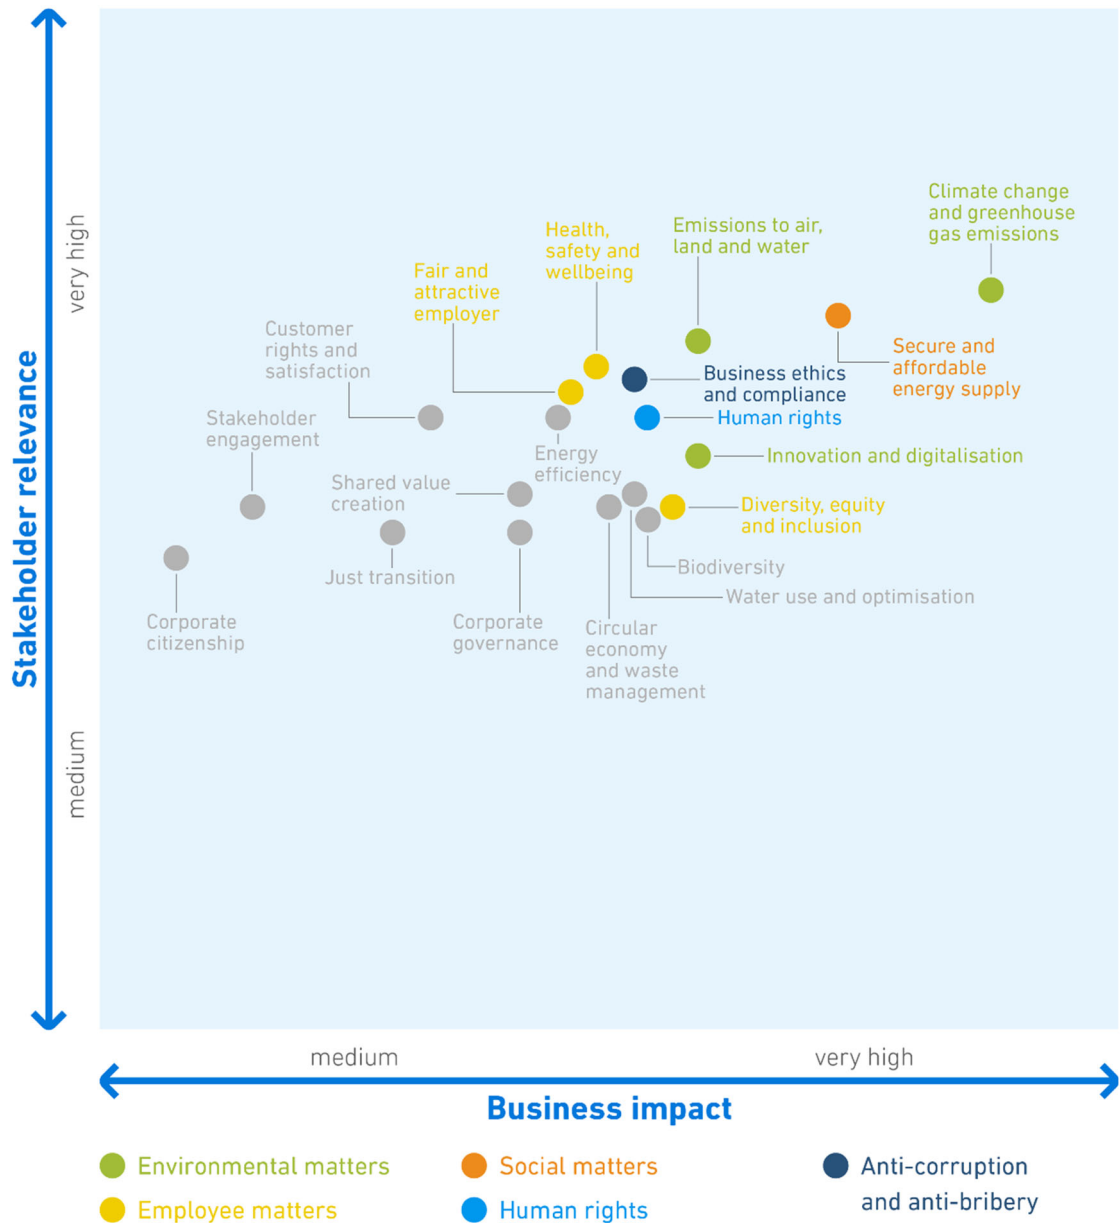 Stakeholder relevance
very high
medium
Climate change
and greenhouse
gas emissions
Emissions to air,
land and water
Health,
safety and
wellbeing
Fair and
attractive
employer
Customer
rights and
satisfaction
Secure and
affordable
energy supply
Business ethics
and compliance
Human rights
Stakeholder
engagement
Energy
efficiency
Innovation and digitalisation
Shared value
creation
Diversity, equity
and inclusion
Just transition
Biodiversity
Water use and optimisation
Corporate
citizenship
Corporate
governance
Circular
economy
and waste
management
medium
very high
Business impact
Environmental matters
Social matters
Anti-corruption
and anti-bribery
Employee matters
Human rights